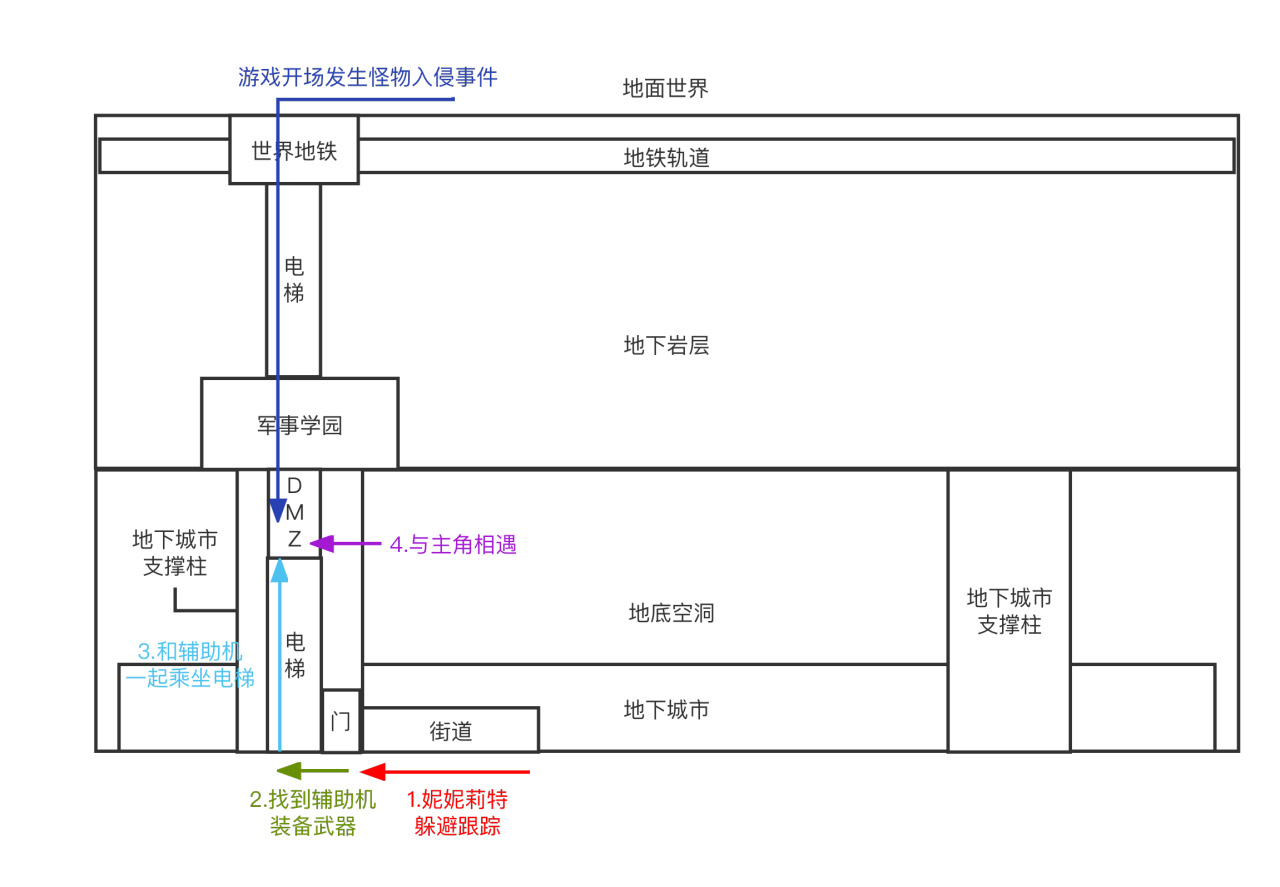 游戏开场发生怪物入侵事件
地面世界
世界地铁
地铁轨道
电
梯
地下岩层
军事学园
D
M
Z
4.与主角相遇
地下城市
支撑柱
地底空洞
地下城市
支撑柱
3.和辅助机
一起乘坐电梯
电
梯
门
街道
地下城市
2.找到辅助机
装备武器
1.妮妮莉特
躲避跟踪